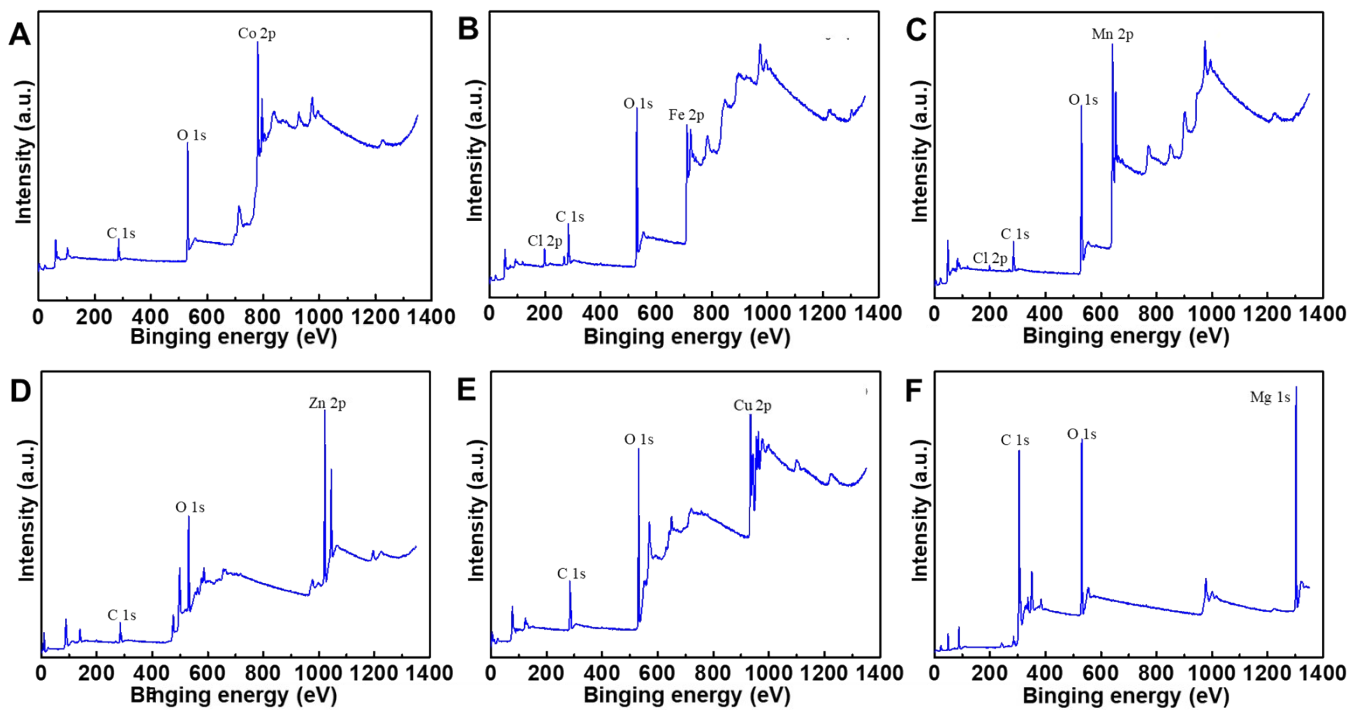 A
Intensity (a.u.)
Co 2p
O 1s
C 1s
0 200 400 600 800 1000 1200 1400
Binging energy (eV)
B
Intensity (a.u.)
O 1s
Fe 2p
C 1s
Cl 2p
0 200 400 600 800 1000 1200 1400
Binging energy (eV)
C
Intensity (a.u.)
Mn 2p
O 1s
C 1s
Cl 2p
0 200 400 600 800 1000 1200 1400
Binging energy (eV)
D
Intensity (a.u.)
Zn 2p
O 1s
C 1s
0 200 400 600 800 1000 1200 1400
Binging energy (eV)
E
Intensity (a.u.)
Cu 2p
O 1s
C 1s
0 200 400 600 800 1000 1200 1400
Binging energy (eV)
F
Intensity (a.u.)
Mg 1s
C 1s
O 1s
0 200 400 600 800 1000 1200 1400
Binging energy (eV)